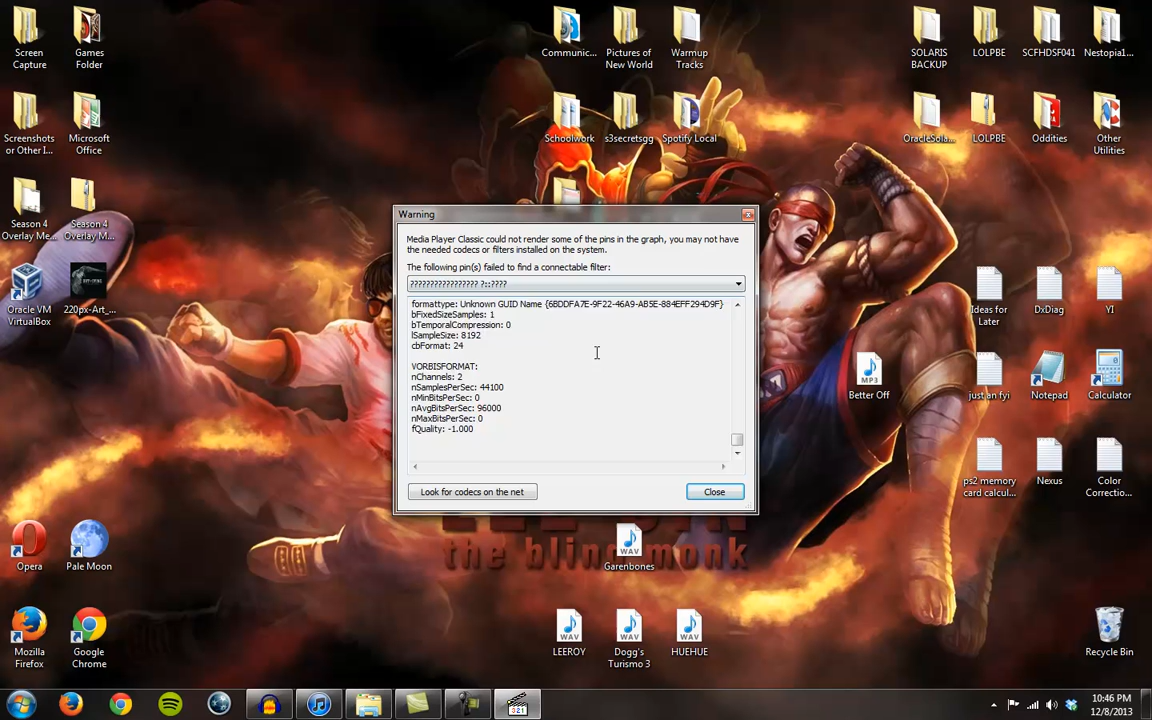 Screen
Capture
Games
Folder
Communic...
Pictures of
New World
Warmup
Tracks
SOLARIS
BACKUP
LOLPBE
SCFHDSF041
Nestopia1...
Screenshots
or Other I...
Microsoft
Office
Schoolwork
s3secretsgg
Spotify Local
OracleSola...
LOLPBE
Oddities
Other
Utilities
Season 4
Overlay Me...
Season 4
Overlay M...
Oracle VM
VirtualBox
220px-Art_...
Warning
Media Player Classic could not render some of the pins in the graph, you may not have
the needed codecs or filters installed on the system.
The following pin(s) failed to find a connectable filter:
????????????????? ?::????
formattype: Unknown GUID Name {6BDDFA7E-9F22-46A9-AB5E-884EFF294D9F}
bFixedSizeSamples: 1
bTemporalCompression: 0
lSampleSize: 8192
cbFormat: 24
VORBISFORMAT:
nChannels: 2
nSamplesPerSec: 44100
nMinBitsPerSec: 0
nAvgBitsPerSec: 96000
nMaxBitsPerSec: 0
fQuality: -1.000
Look for codecs on the net
Close
Ideas for
Later
DxDiag
YI
MP3
Better Off
just an fyi
Notepad
Calculator
ps2 memory
card calcul...
Nexus
Color
Correctio...
the blind monk
Opera
Pale Moon
WAV
Garenbones
Mozilla
Firefox
Google
Chrome
WAV
LEEROY
WAV
Dogg's
Turismo 3
WAV
HUEHUE
Recycle Bin
321
10:46 PM
12/8/2013